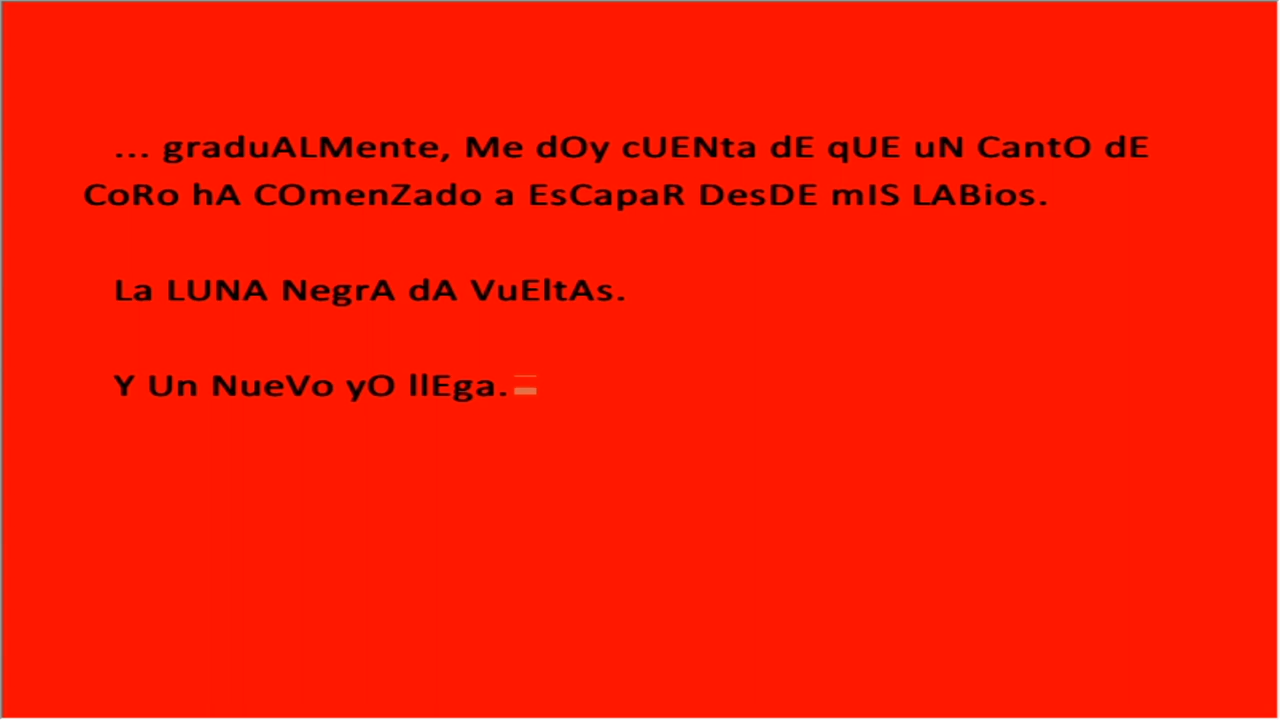 ... graduALMente, Me dOy cUENta dE qUE uN CantO dE
CoRo hA COmenZado a EsCapaR DesDE mIS LABios.
La LUNA NegrA dA VuEltAs.
Y Un NueVo yO llEga.